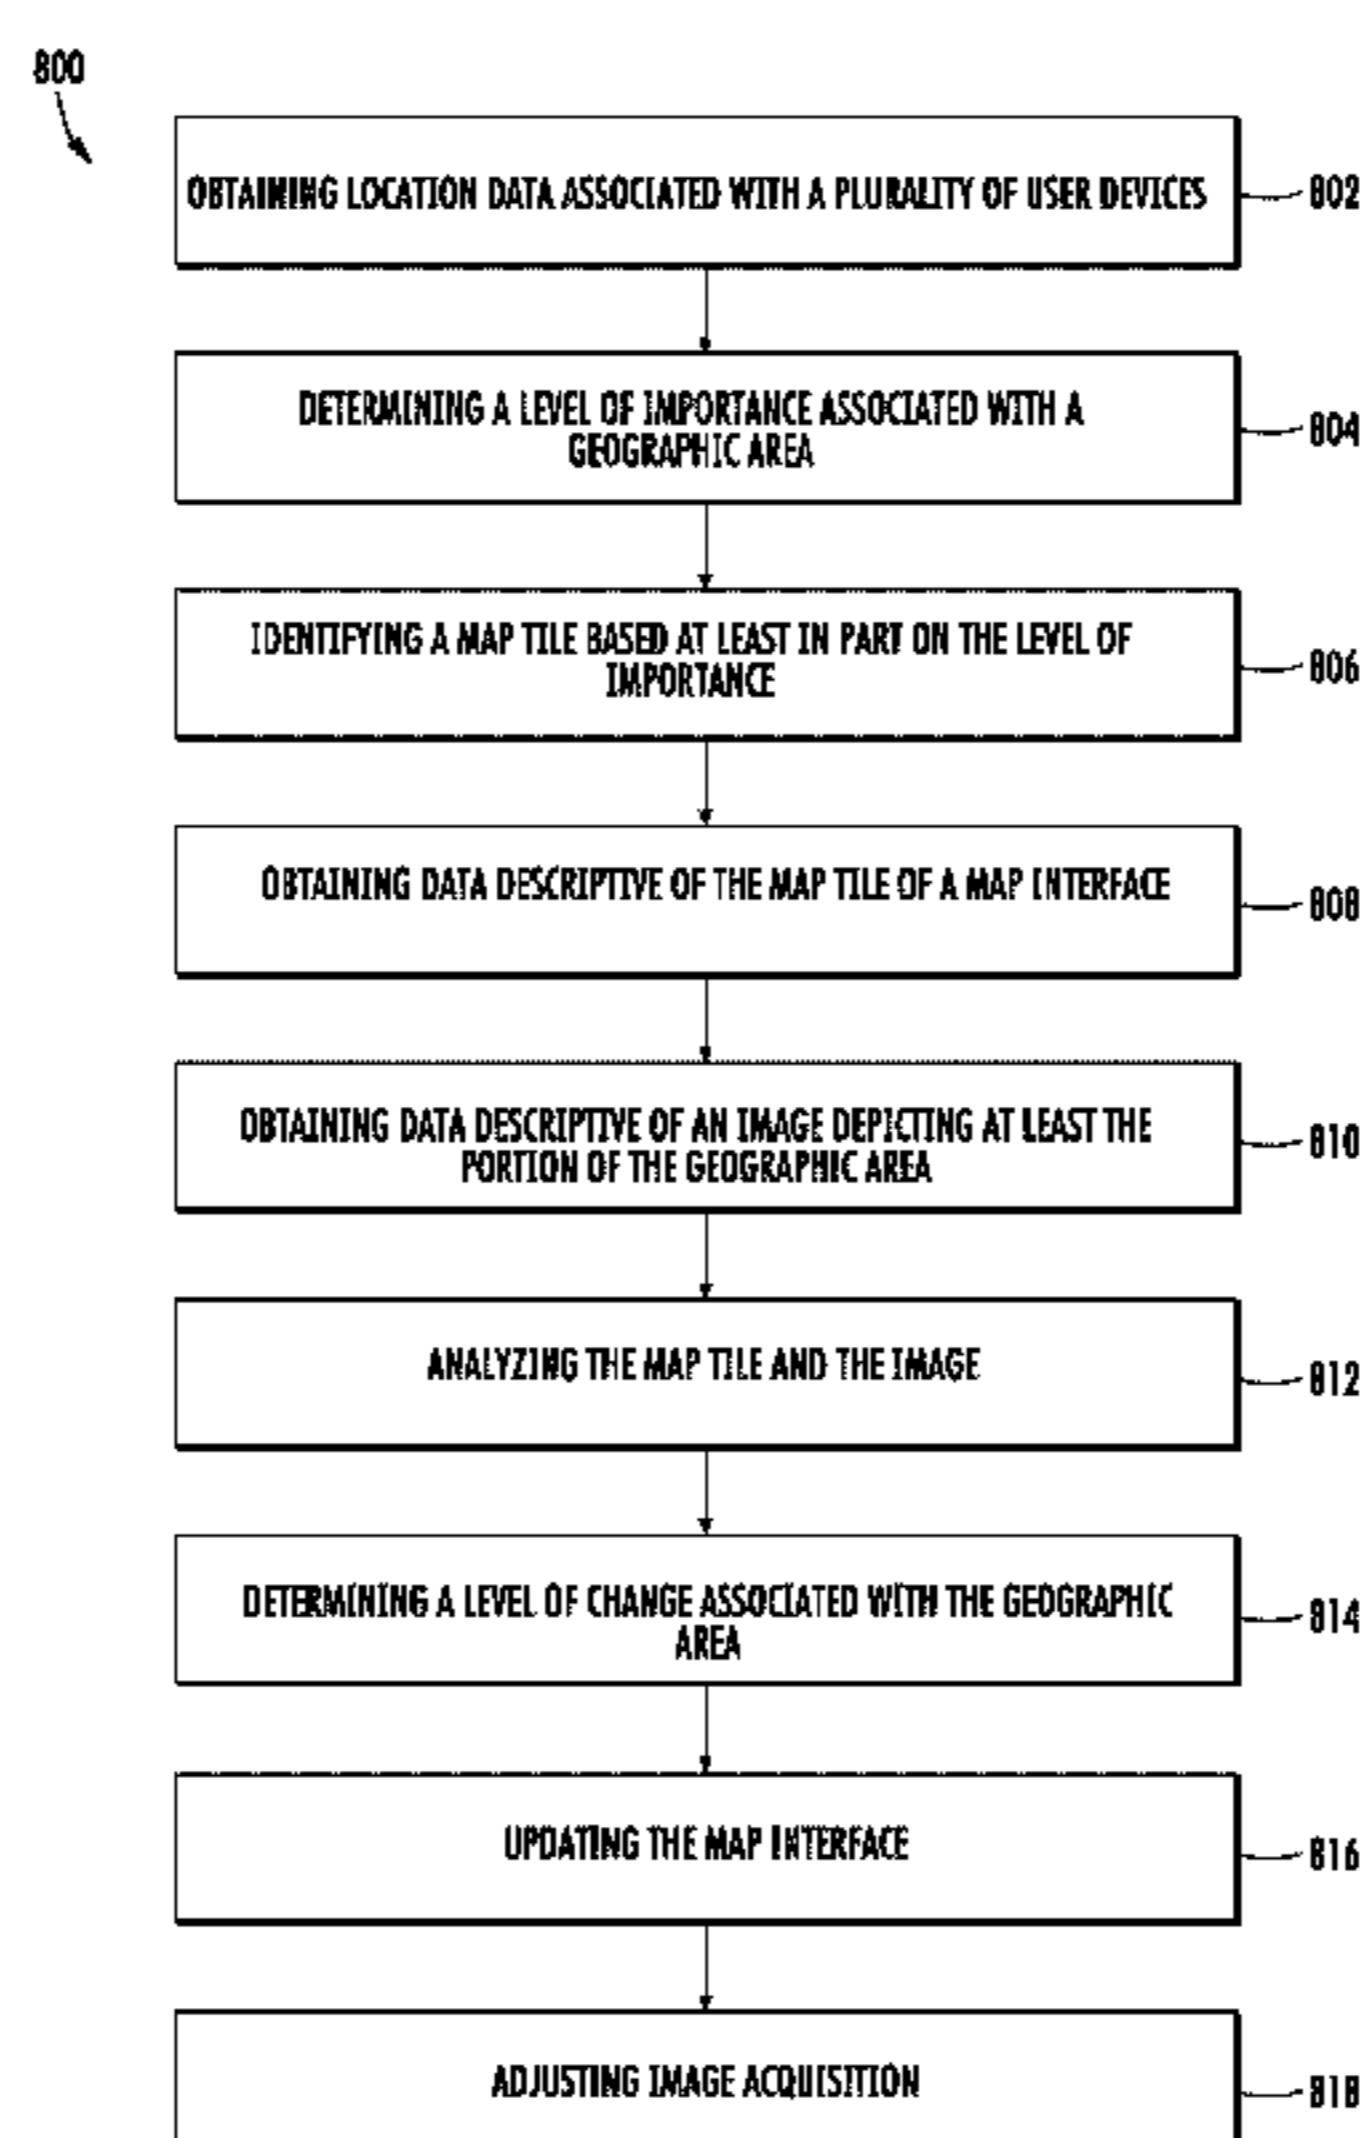 800
OBTAINING LOCATION DATA ASSOCIATED WITH A PLURALITY OF USER DEVICES
802
DETERMINING A LEVEL OF IMPORTANCE ASSOCIATED WITH A
GEOGRAPHIC AREA
804
IDENTIFYING A MAP TILE BASED AT LEAST IN PART ON THE LEVEL OF
IMPORTANCE
806
OBTAINING DATA DESCRIPTIVE OF THE MAP TILE OF A MAP INTERFACE
808
OBTAINING DATA DESCRIPTIVE OF AN IMAGE DEPICTING AT LEAST THE
PORTION OF THE GEOGRAPHIC AREA
810
ANALYZING THE MAP TILE AND THE IMAGE
812
DETERMINING A LEVEL OF CHANGE ASSOCIATED WITH THE GEOGRAPHIC
AREA
814
UPDATING THE MAP INTERFACE
816
ADJUSTING IMAGE ACQUISITION
818